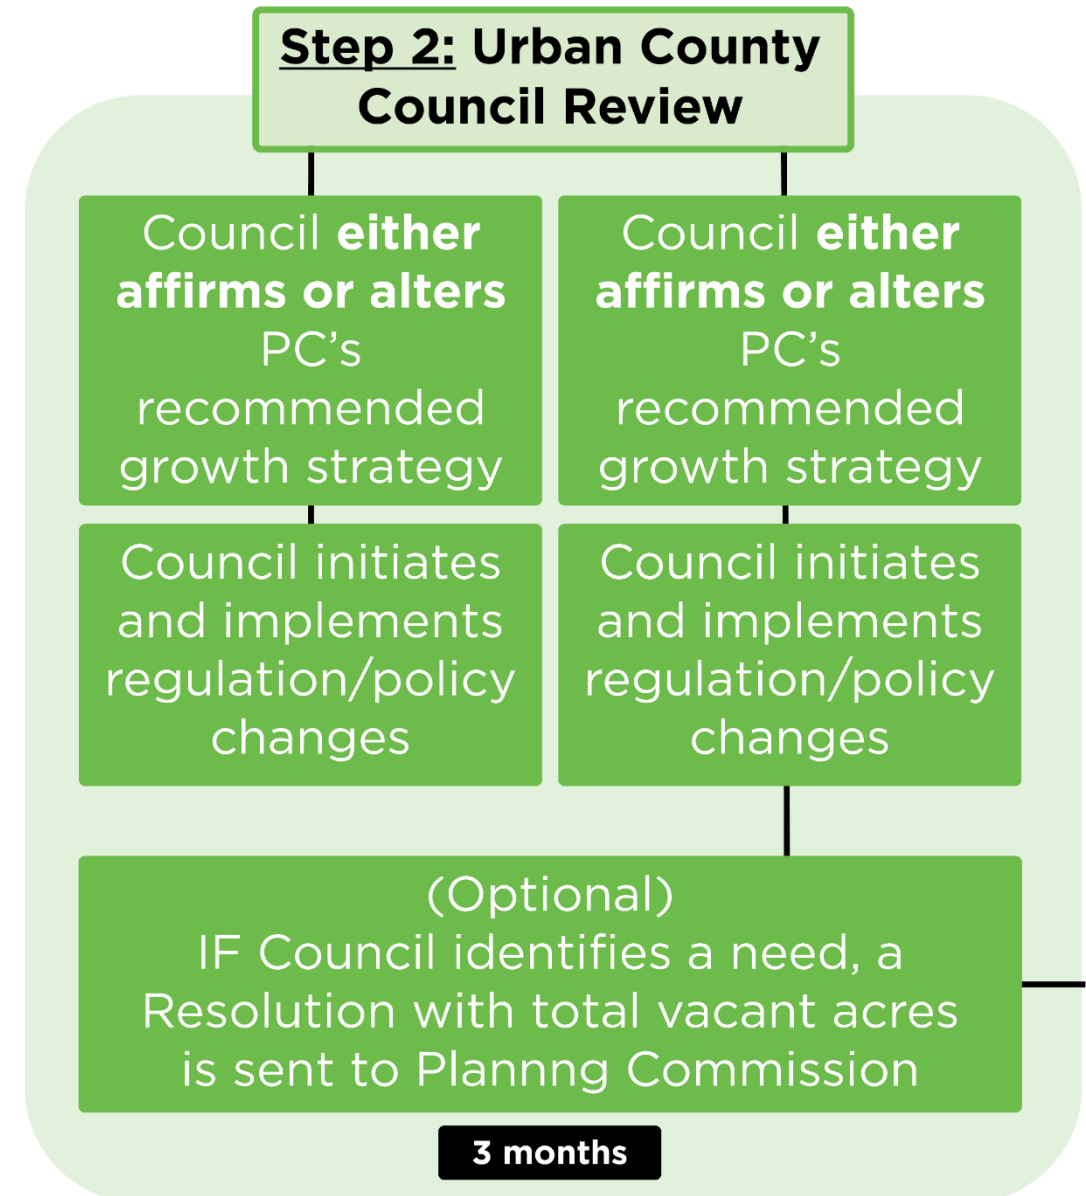 Step 2: Urban County
Council Review
Council either
affirms or alters
PC’s
recommended
growth strategy
Council either
affirms or alters
PC’s
recommended
growth strategy
Council initiates
and implements
regulation/policy
changes
Council initiates
and implements
regulation/policy
changes
(Optional)
IF Council identifies a need, a
Resolution with total vacant acres
is sent to Plannng Commission
3 months